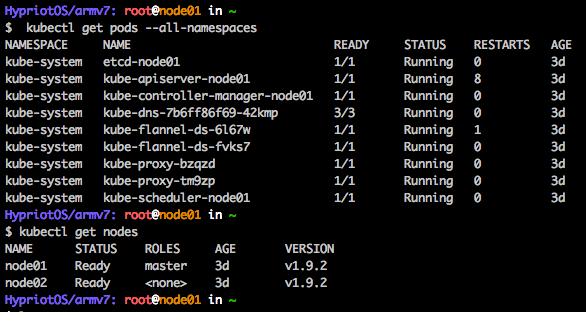 HypriotOS/armv7: root@node01 in ~
$  kubectl get pods --all-namespaces
NAMESPACE     NAME                             READY     STATUS    RESTARTS   AGE
kube-system   etcd-node01                      1/1       Running   0          3d
kube-system   kube-apiserver-node01            1/1       Running   8          3d
kube-system   kube-controller-manager-node01   1/1       Running   0          3d
kube-system   kube-dns-7b6ff86f69-42kmp        3/3       Running   0          3d
kube-system   kube-flannel-ds-6l67w            1/1       Running   1          3d
kube-system   kube-flannel-ds-fvks7            1/1       Running   0          3d
kube-system   kube-proxy-bzqzd                 1/1       Running   0          3d
kube-system   kube-proxy-tm9zp                 1/1       Running   0          3d
kube-system   kube-scheduler-node01            1/1       Running   0          3d
HypriotOS/armv7: root@node01 in ~
$ kubectl get nodes
NAME      STATUS    ROLES     AGE       VERSION
node01    Ready     master    3d        v1.9.2
node02    Ready     <none>    3d        v1.9.2
HypriotOS/armv7: root@node01 in ~